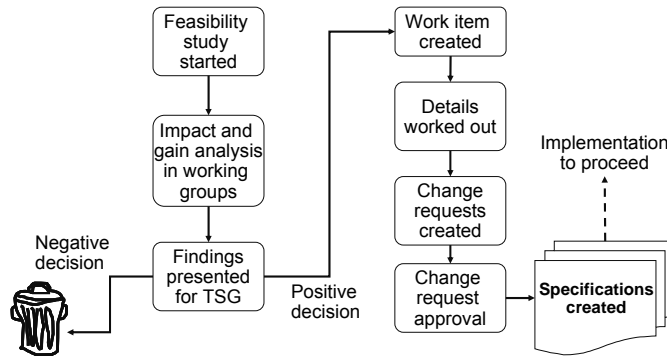 Feasibility
study
started
Impact and
gain analysis
in working
groups
Findings
presented
for TSG
Negative
decision
Positive
decision
Work item
created
Details
worked out
Change
requests
created
Change
request
approval
Implementation
to proceed
Specifications
created